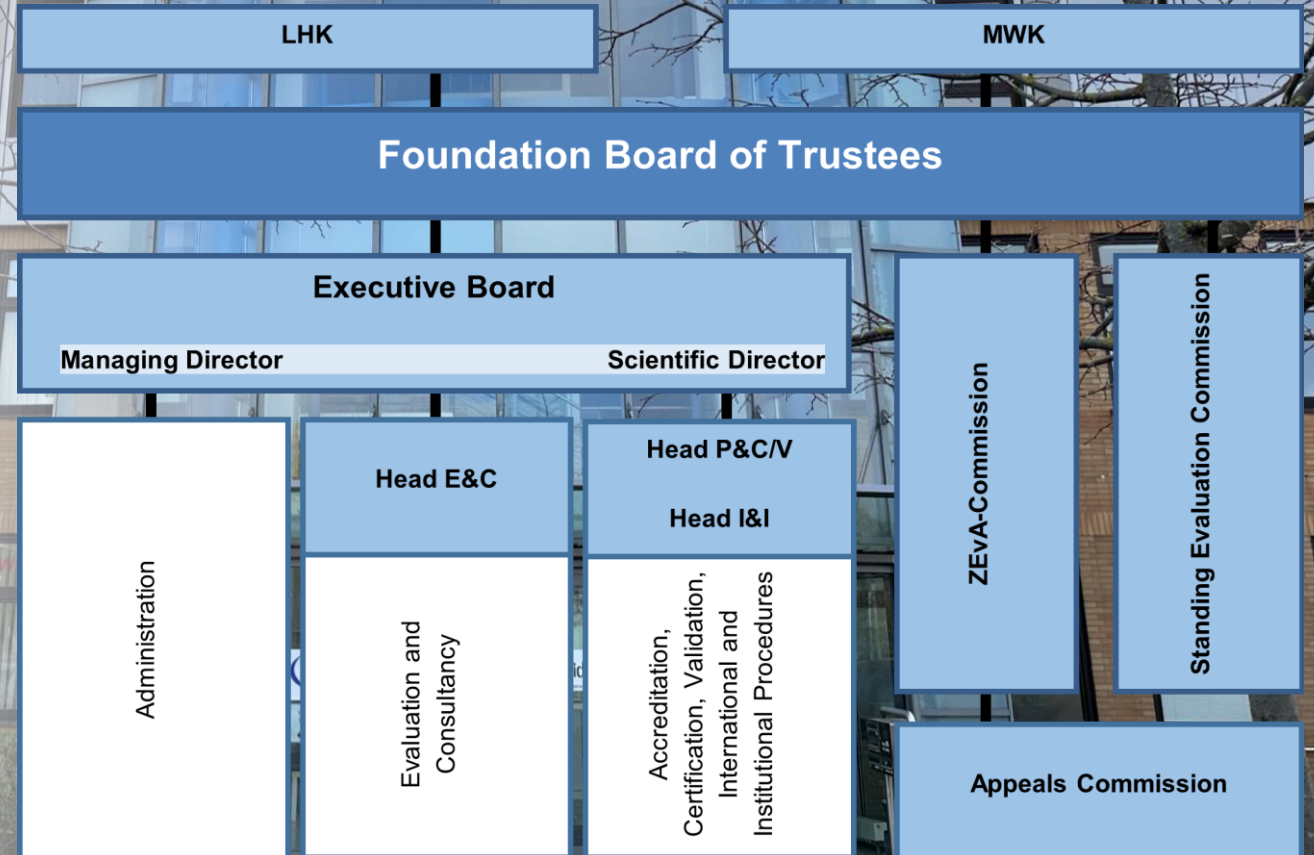 LHK
MWK
Foundation Board of Trustees
Executive Board
Managing Director
Scientific Director
ZEvA-Commission
Standing Evaluation Commission
Head E&C
Head P&C/V
Head I&I
Administration
Evaluation and
Consultancy
Accreditation,
Certification, Validation,
International and
Institutional Procedures
Appeals Commission